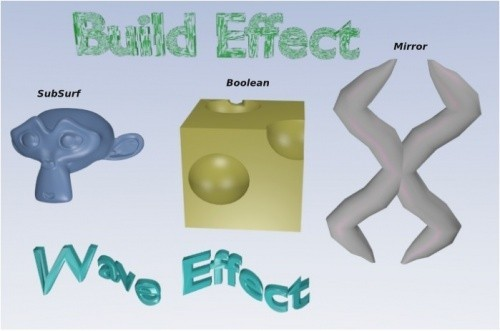 Build Effect
Mirror
SubSurf
Boolean
Wave Effect